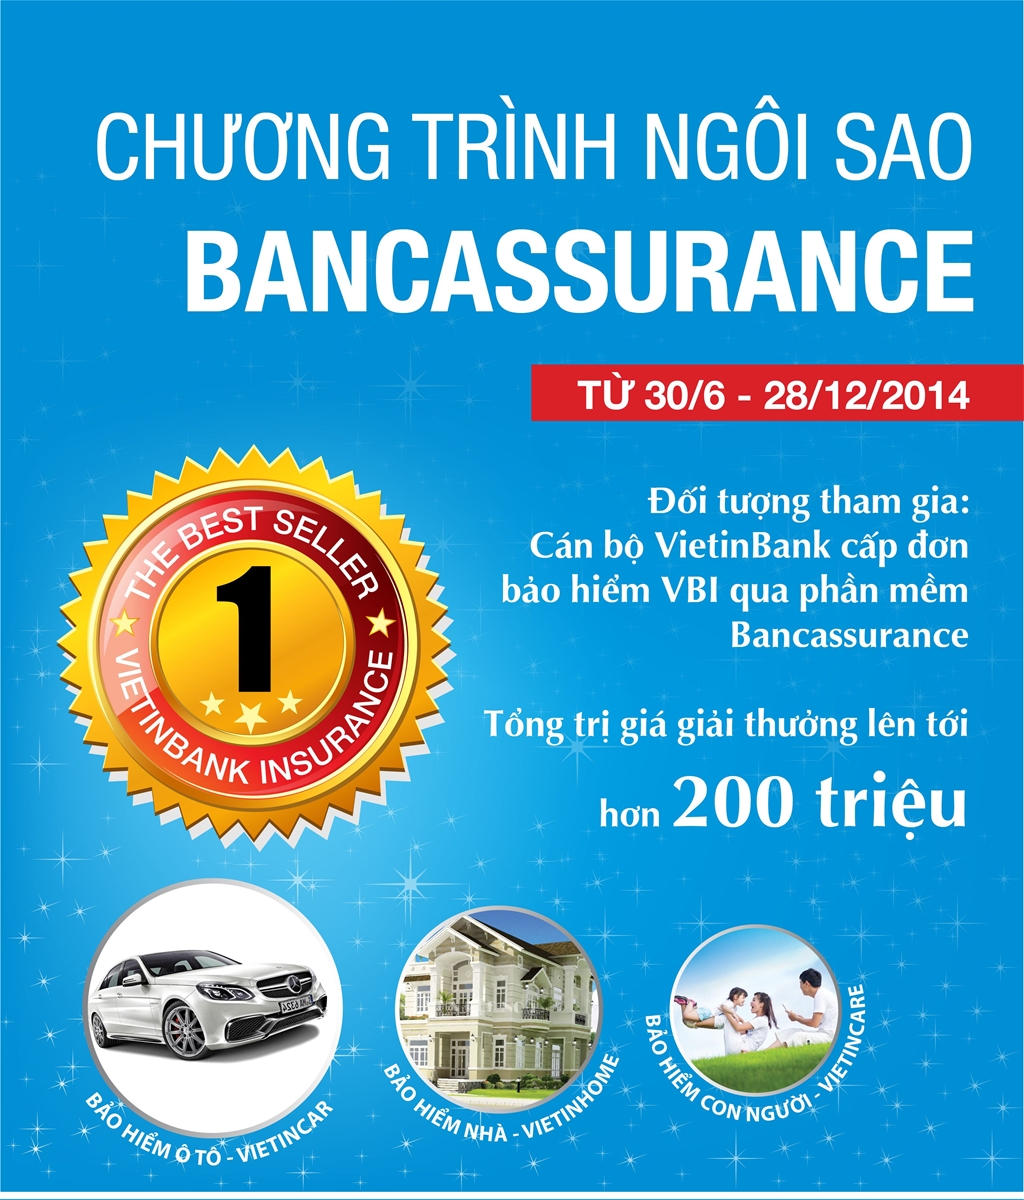 CHƯƠNG TRÌNH NGÔI SAO
BANCASSURANCE
TỪ 30/6 - 28/12/2014
THE BEST SELLER
1
VIETINBANK INSURANCE
Đối tượng tham gia:
Cán bộ VietinBank cấp đơn
bảo hiểm VBI qua phần mềm
Bancassurance
Tổng trị giá giải thưởng lên tới
hơn 200 triệu
BẢO HIỂM Ô TÔ - VIETINCAR
BẢO HIỂM NHÀ - VIETINHOME
BẢO HIỂM CON NGƯỜI - VIETINCARE